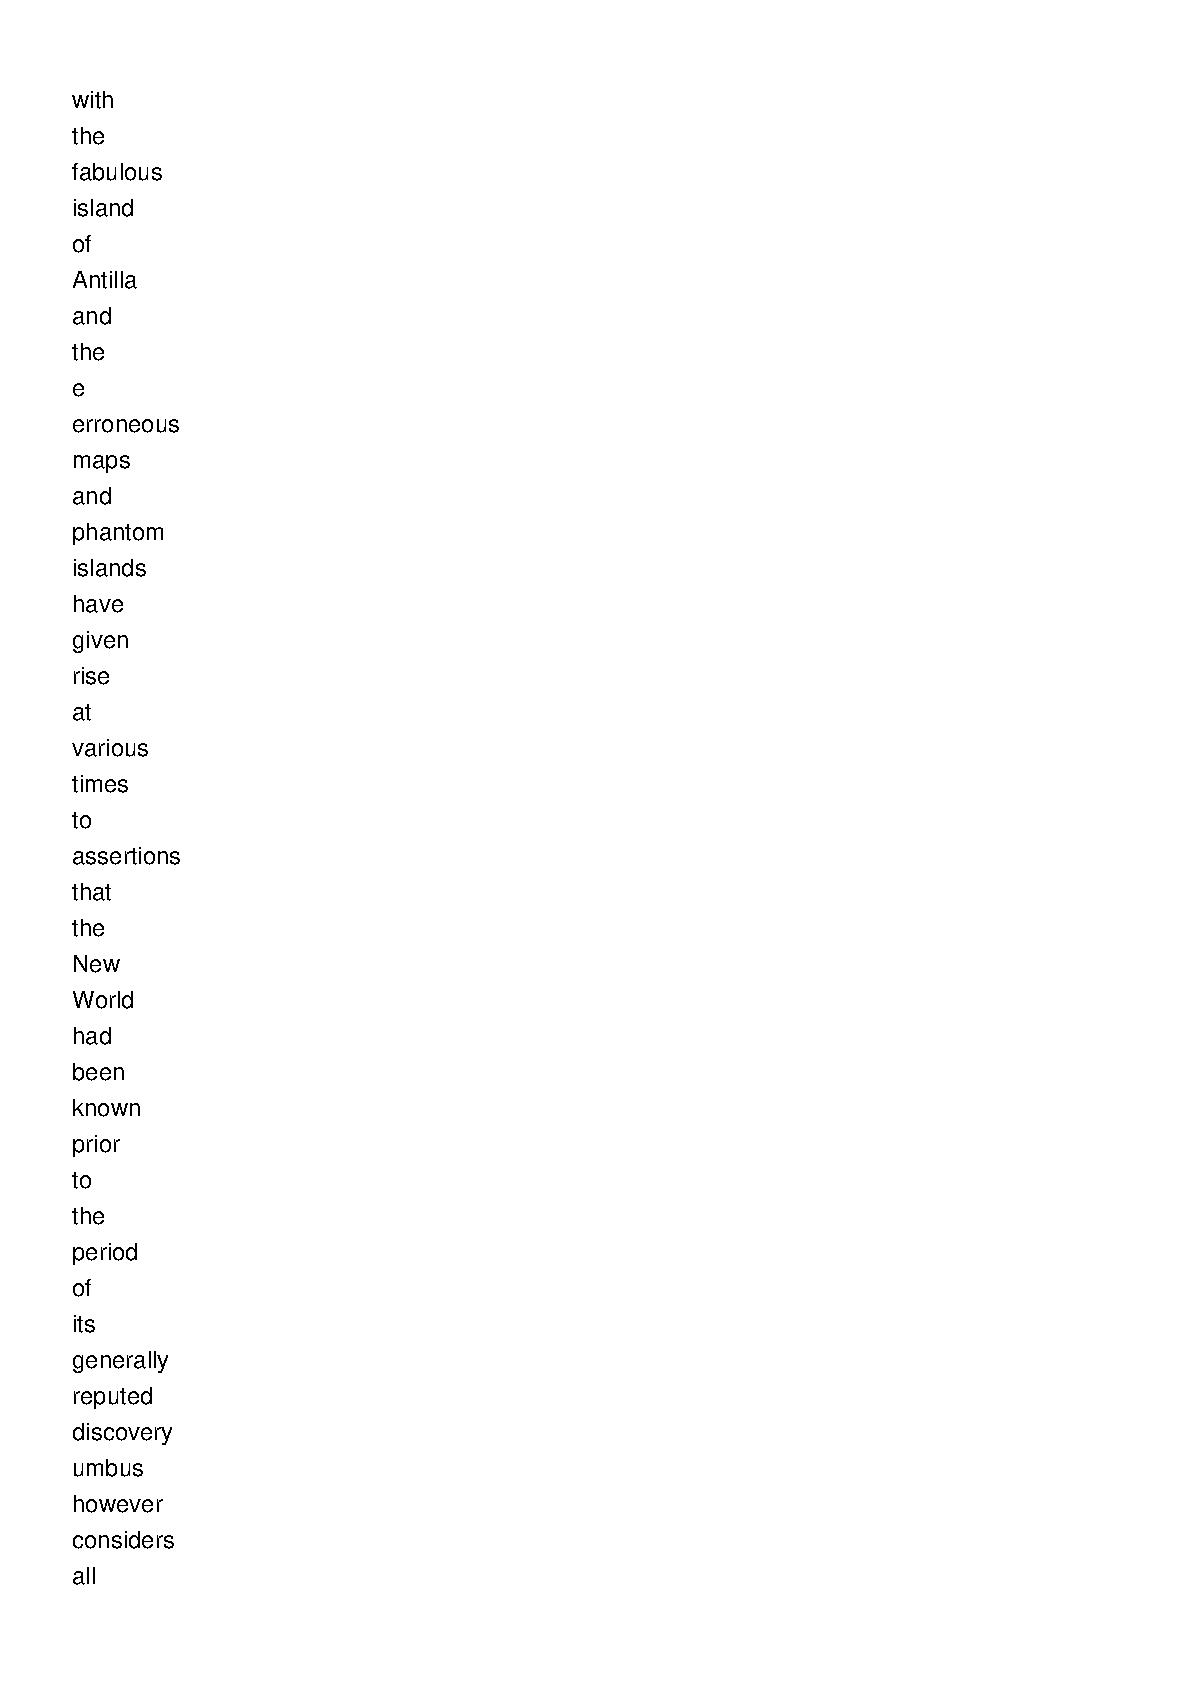 with
the
fabulous
island
of
Antilla
and
the
e
erroneous
maps
and
phantom
islands
have
given
rise
at
various
times
to
assertions
that
the
New
World
had
been
known
prior
to
the
period
of
its
generally
reputed
discovery
umbus
however
considers
all